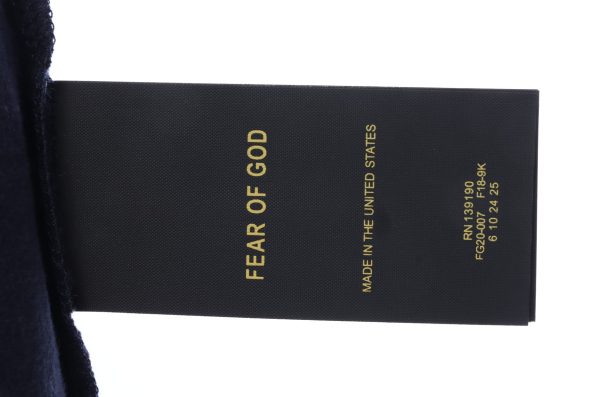 FEAR OF GOD
MADE IN THE UNITED STATES
RN 139190
FG20-007 F18-9K
6 10 24 25